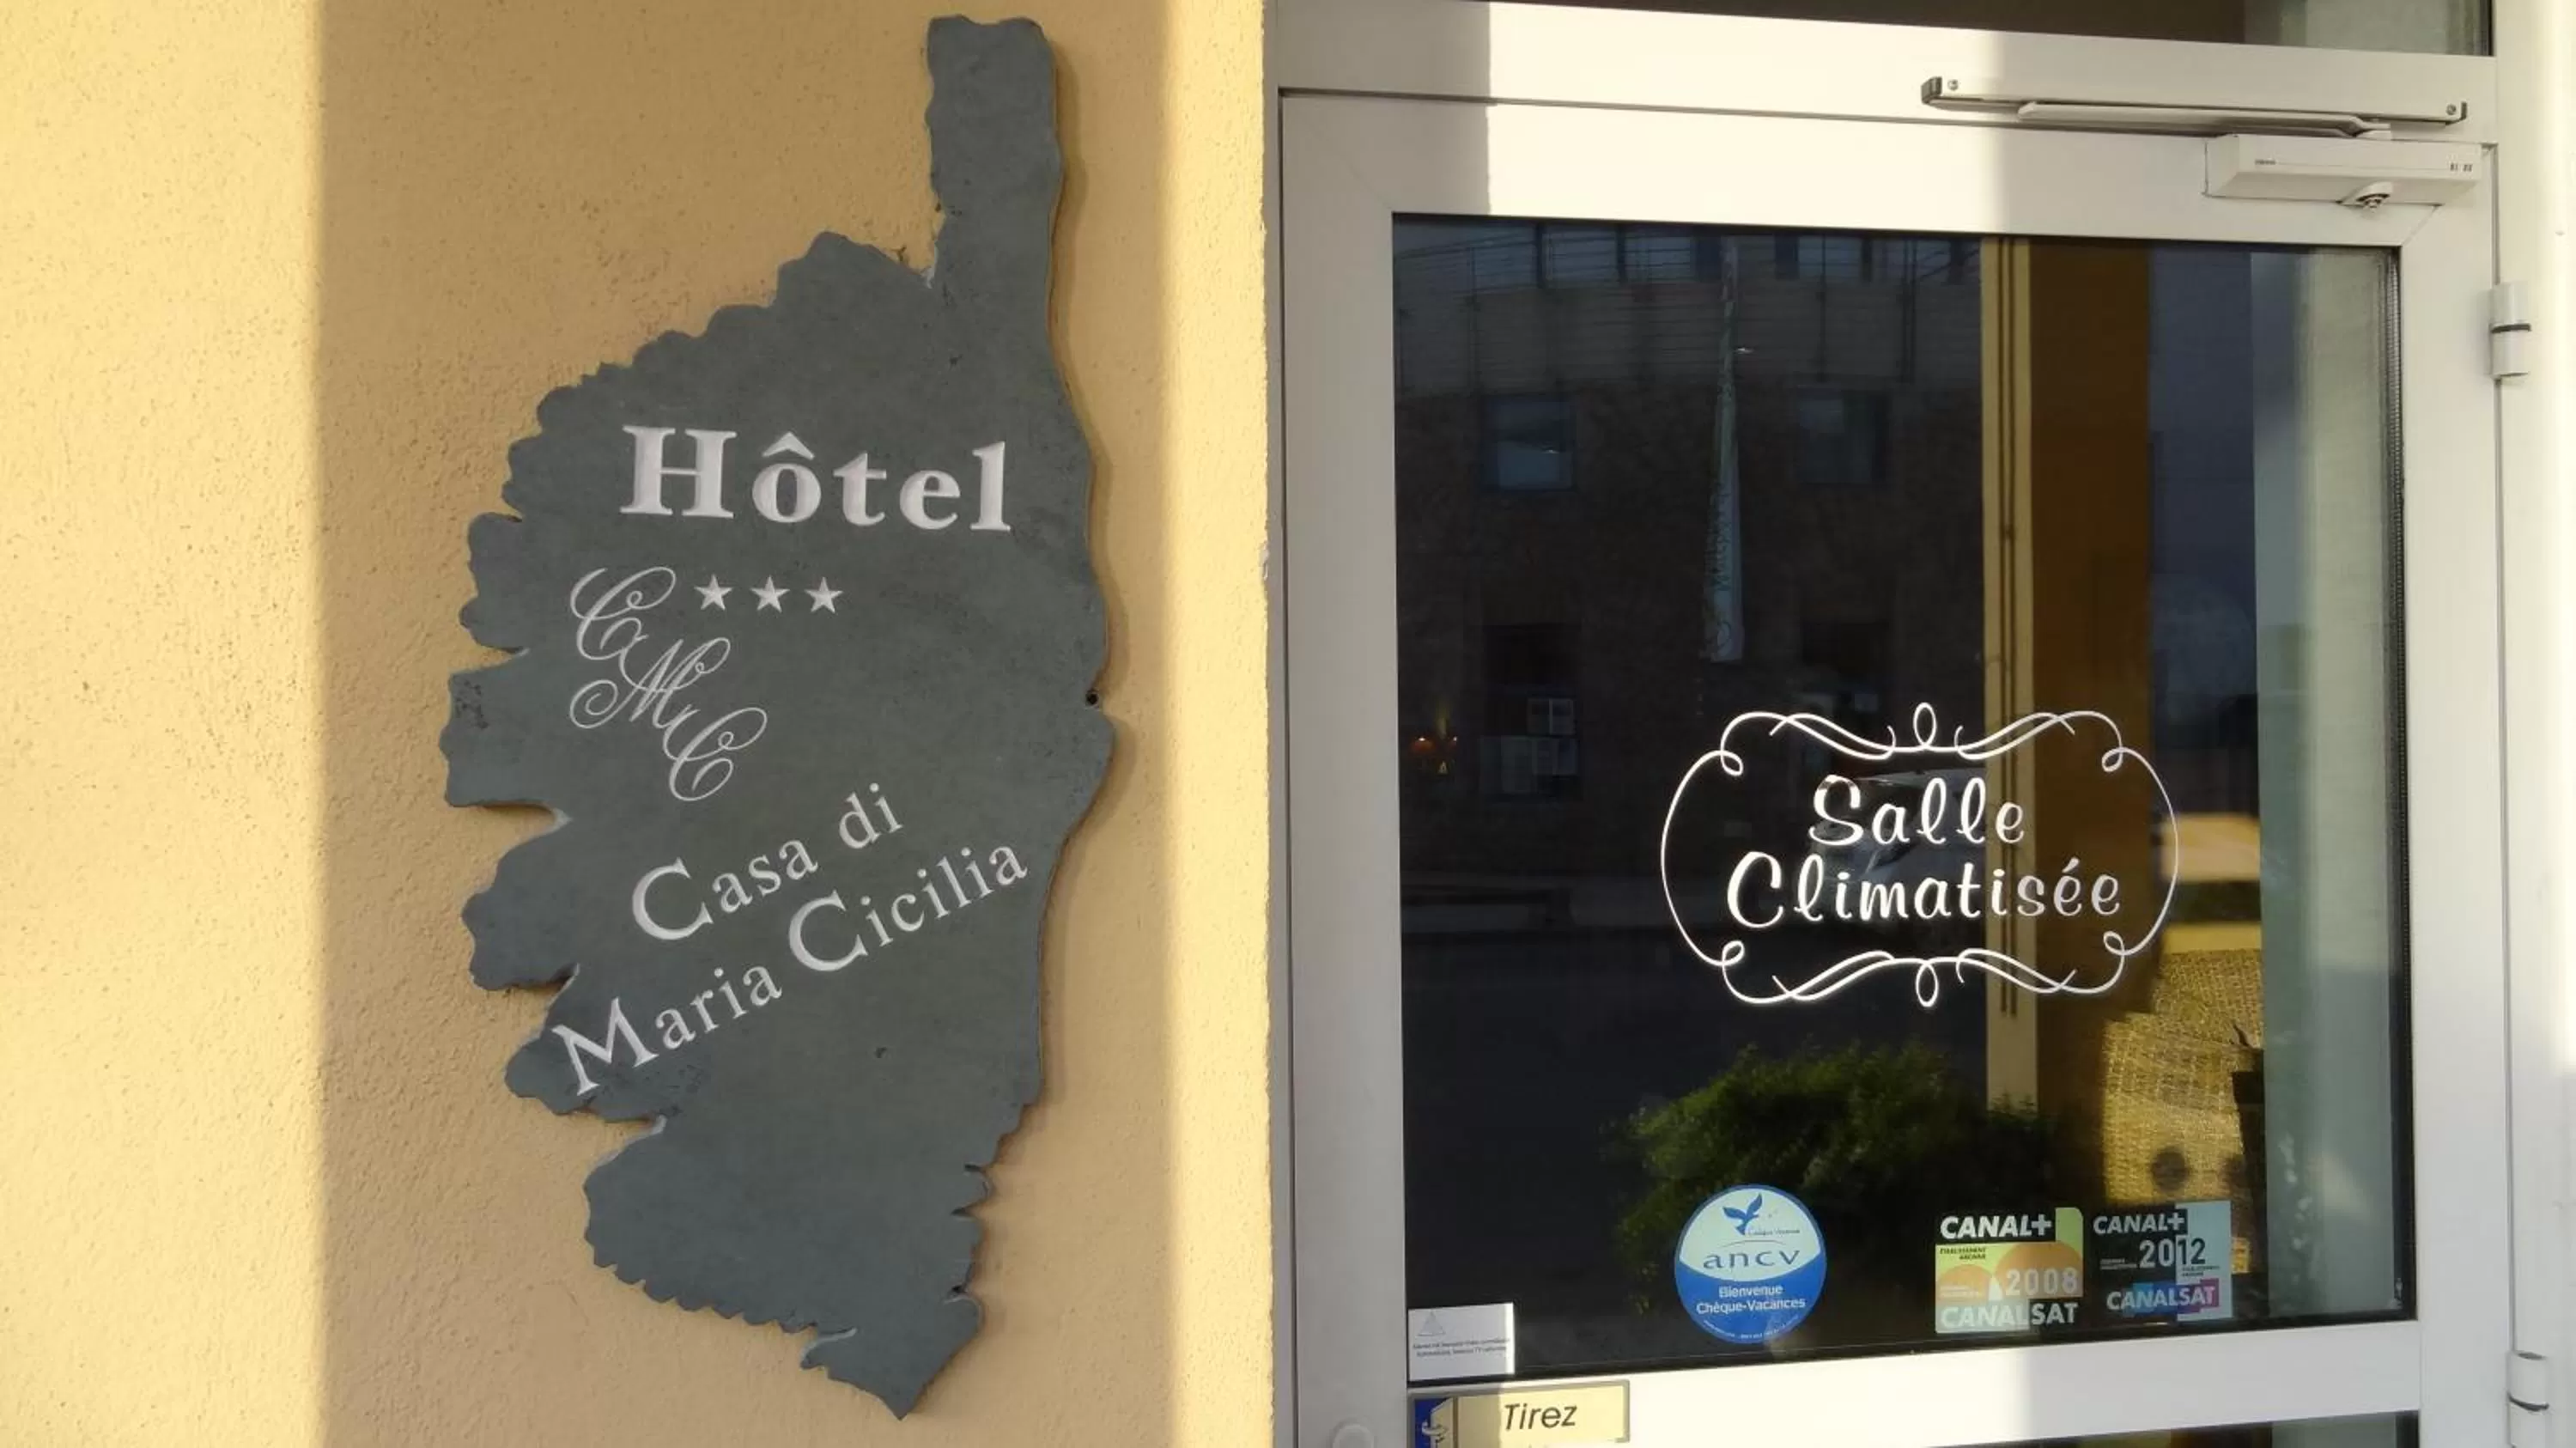 Hôtel
★★★
CMC
Casa di
Maria Cicilia
Salle
Climatisée
ancv
Bienvenue
Chèque-Vacances
CANAL+
2008
CANALSAT
CANAL+
2012
CANALSAT
Tirez